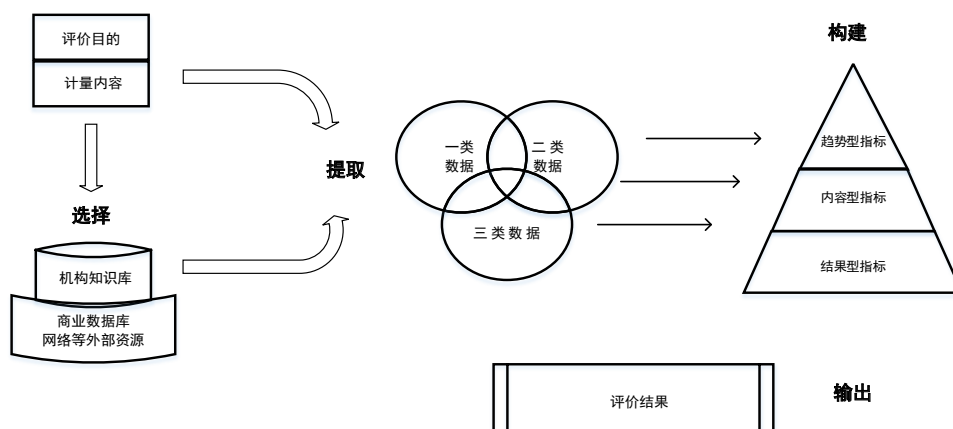 评价目的
计量内容
选择
机构知识库
商业数据库
网络等外部资源
提取
一类
数据
二类
数据
三类数据
构建
趋势型指标
内容型指标
结果型指标
评价结果
输出